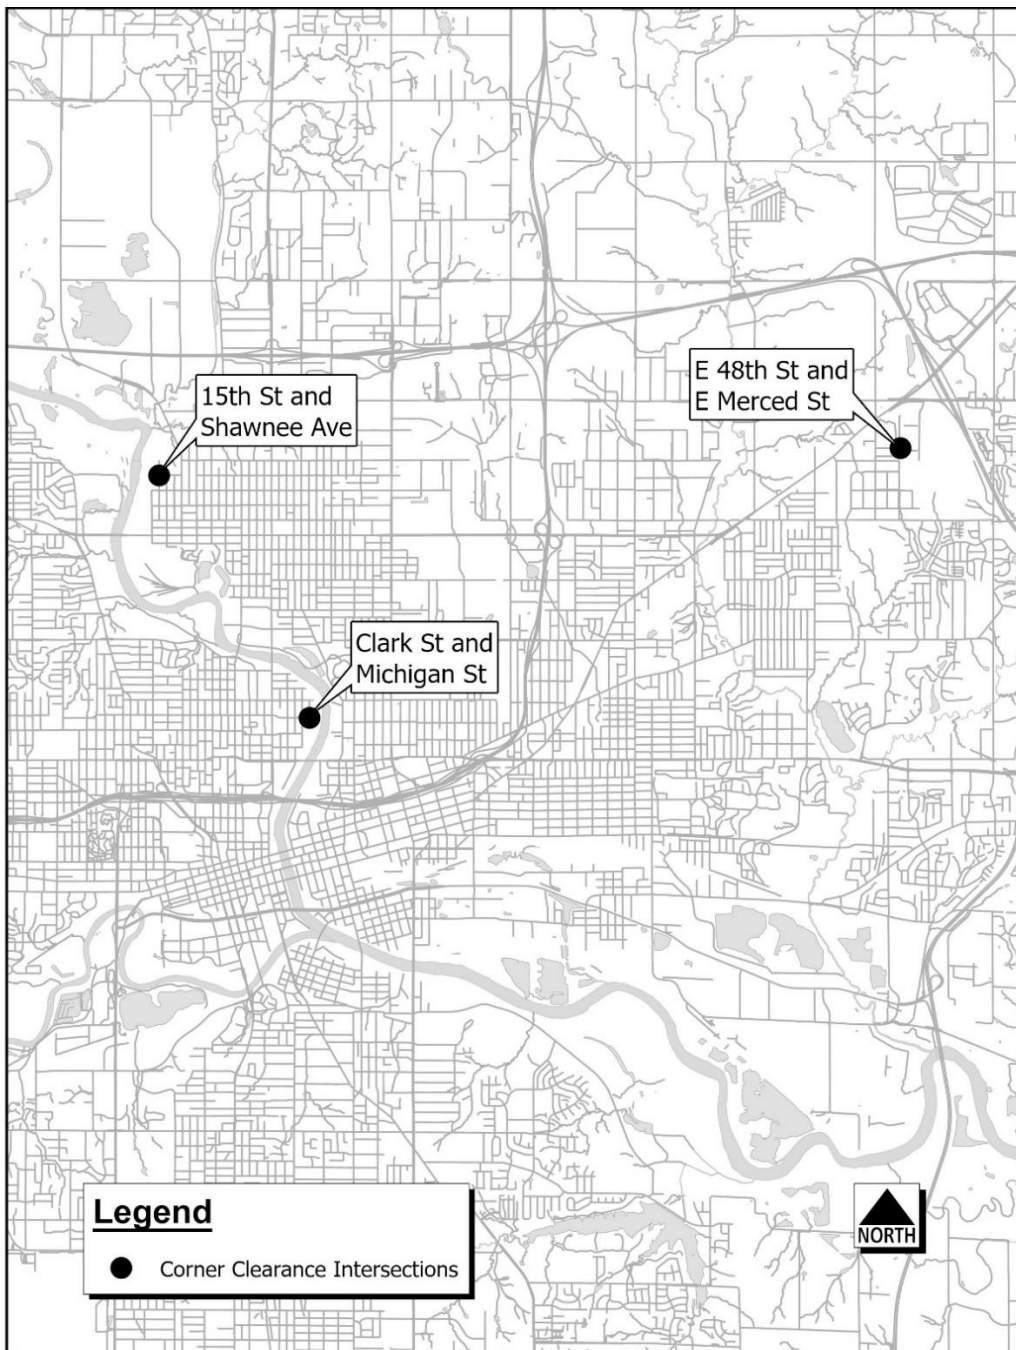 E 48th St and
E Merced St
15th St and
Shawnee Ave
Clark St and
Michigan St
Legend
Corner Clearance Intersections
NORTH